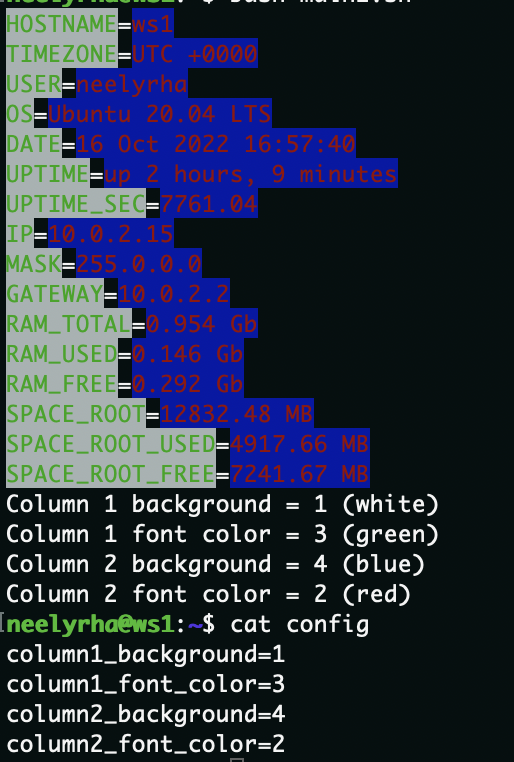 HOSTNAME=ws1
TIMEZONE=UTC +0000
USER=neelyrha
OS=Ubuntu 20.04 LTS
DATE=16 Oct 2022 16:57:40
UPTIME=up 2 hours, 9 minutes
UPTIME_SEC=7761.04
IP=10.0.2.15
MASK=255.0.0.0
GATEWAY=10.0.2.2
RAM_TOTAL=0.954 Gb
RAM_USED=0.146 Gb
RAM_FREE=0.292 Gb
SPACE_ROOT=12832.48 MB
SPACE_ROOT_USED=4917.66 MB
SPACE_ROOT_FREE=7241.67 MB
Column 1 background = 1 (white)
Column 1 font color = 3 (green)
Column 2 background = 4 (blue)
Column 2 font color = 2 (red)
neelyrha@ws1:~$ cat config
column1_background=1
column1_font_color=3
column2_background=4
column2_font_color=2